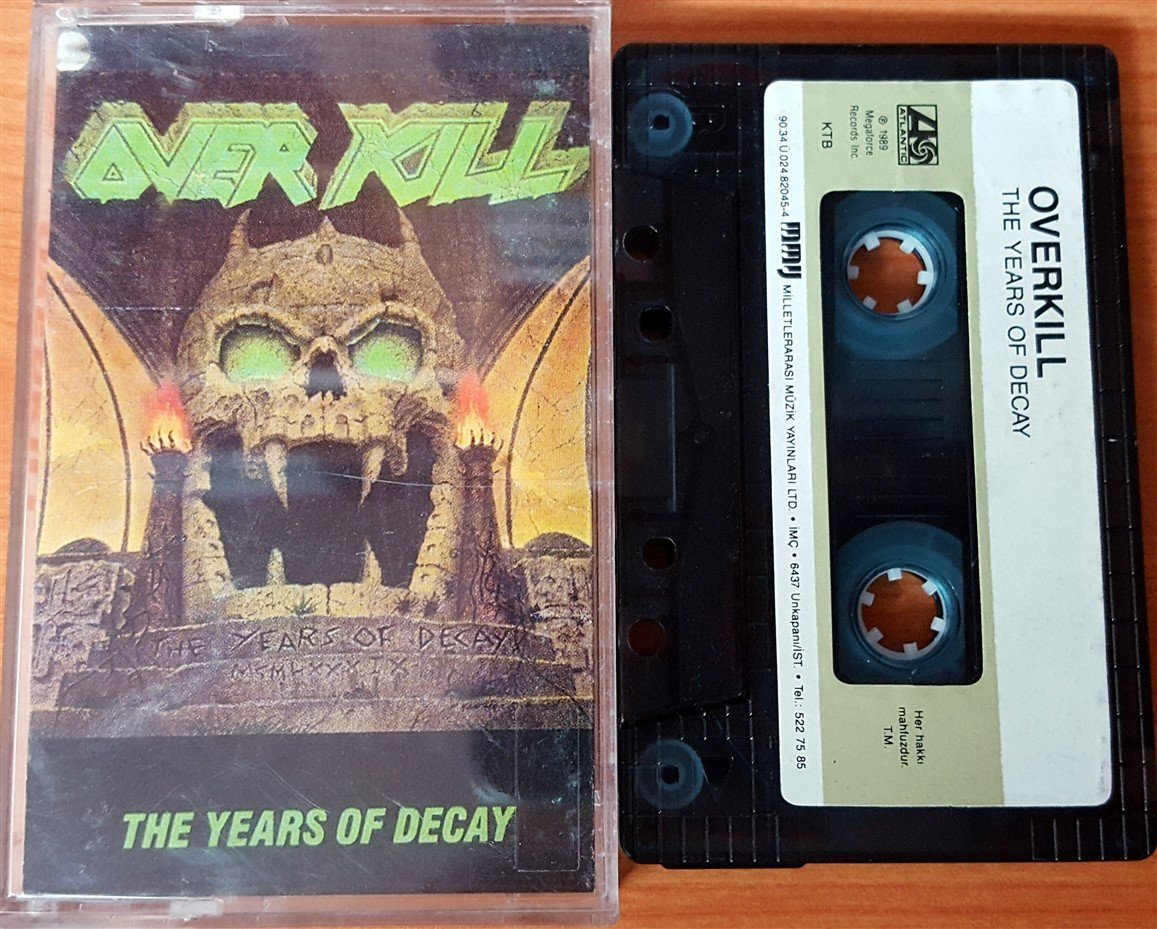 OVER KILL
THE YEARS OF DECAY
THE YEARS OF DECAY
OVERKILL
THE YEARS OF DECAY
ATLANTIC
℗ 1989
Megaforce
Records Inc.
KTB
Her hakkı
mahfuzdur.
T.M.
90.34.Ü.024.82045-4 MMY MİLLETLERARASI MÜZİK YAYINLARI LTD. • İMÇ • 6437 Unkapanı/İST. • Tel.: 522 75 85